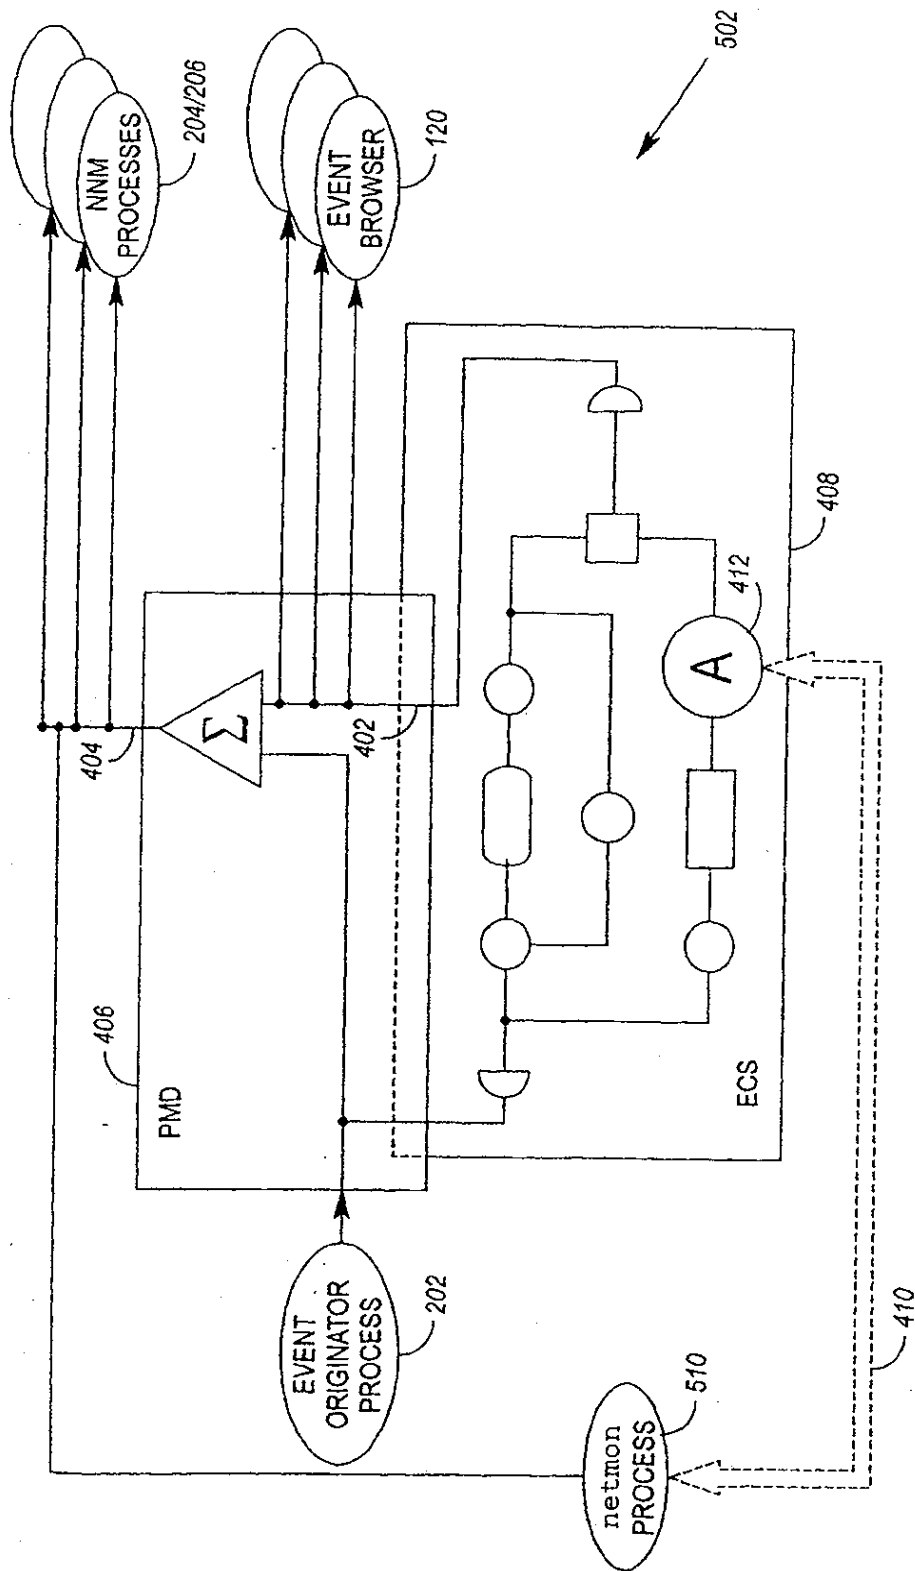 502
NNM
PROCESSES
204/206
EVENT
BROWSER
120
404
Σ
402
406
PMD
408
412
A
ECS
EVENT
ORIGINATOR
PROCESS
202
netmon
PROCESS
510
410